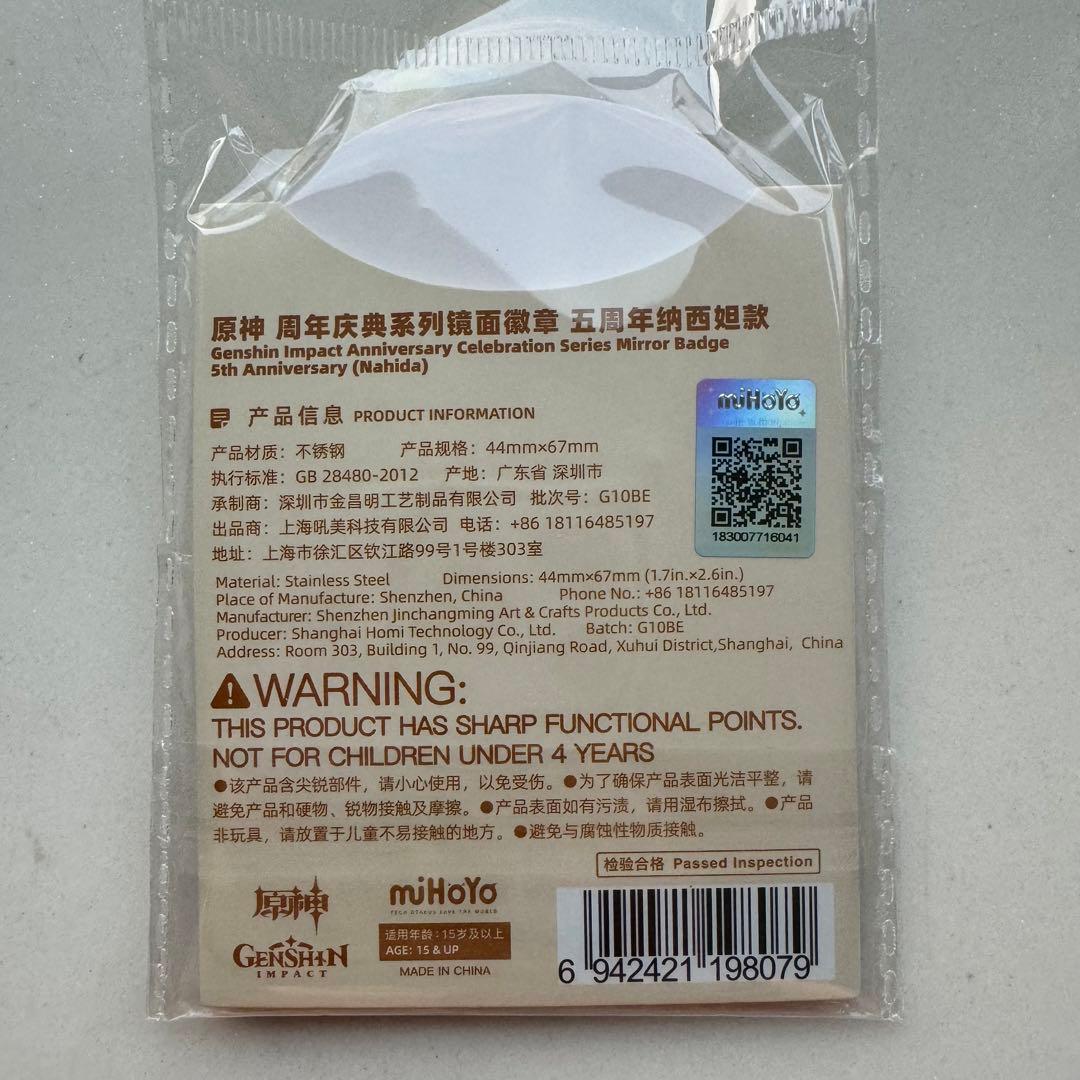 原神 周年庆典系列镜面徽章 五周年纳西妲款
Genshin Impact Anniversary Celebration Series Mirror Badge
5th Anniversary (Nahida)
产品信息 PRODUCT INFORMATION
miHoYo
183007716041
产品材质：不锈钢 产品规格：44mm×67mm
执行标准：GB 28480-2012 产地：广东省 深圳市
承制商：深圳市金昌明工艺制品有限公司 批次号：G10BE
出品商：上海吼美科技有限公司 电话：+86 18116485197
地址：上海市徐汇区钦江路99号1号楼303室
Material: Stainless Steel Dimensions: 44mm×67mm (1.7in.×2.6in.)
Place of Manufacture: Shenzhen, China Phone No.: +86 18116485197
Manufacturer: Shenzhen Jinchangming Art & Crafts Products Co., Ltd.
Producer: Shanghai Homi Technology Co., Ltd. Batch: G10BE
Address: Room 303, Building 1, No. 99, Qinjiang Road, Xuhui District,Shanghai, China
WARNING:
THIS PRODUCT HAS SHARP FUNCTIONAL POINTS.
NOT FOR CHILDREN UNDER 4 YEARS
●该产品含尖锐部件，请小心使用，以免受伤。●为了确保产品表面光洁平整，请
避免产品和硬物、锐物接触及摩擦。●产品表面如有污渍，请用湿布擦拭。●产品
非玩具，请放置于儿童不易接触的地方。●避免与腐蚀性物质接触。
检验合格 Passed Inspection
原神
GENSHIN
IMPACT
miHoYo
TECH OTAKUS SAVE THE WORLD
适用年龄：15岁及以上
AGE: 15 & UP
MADE IN CHINA
6 942421 198079